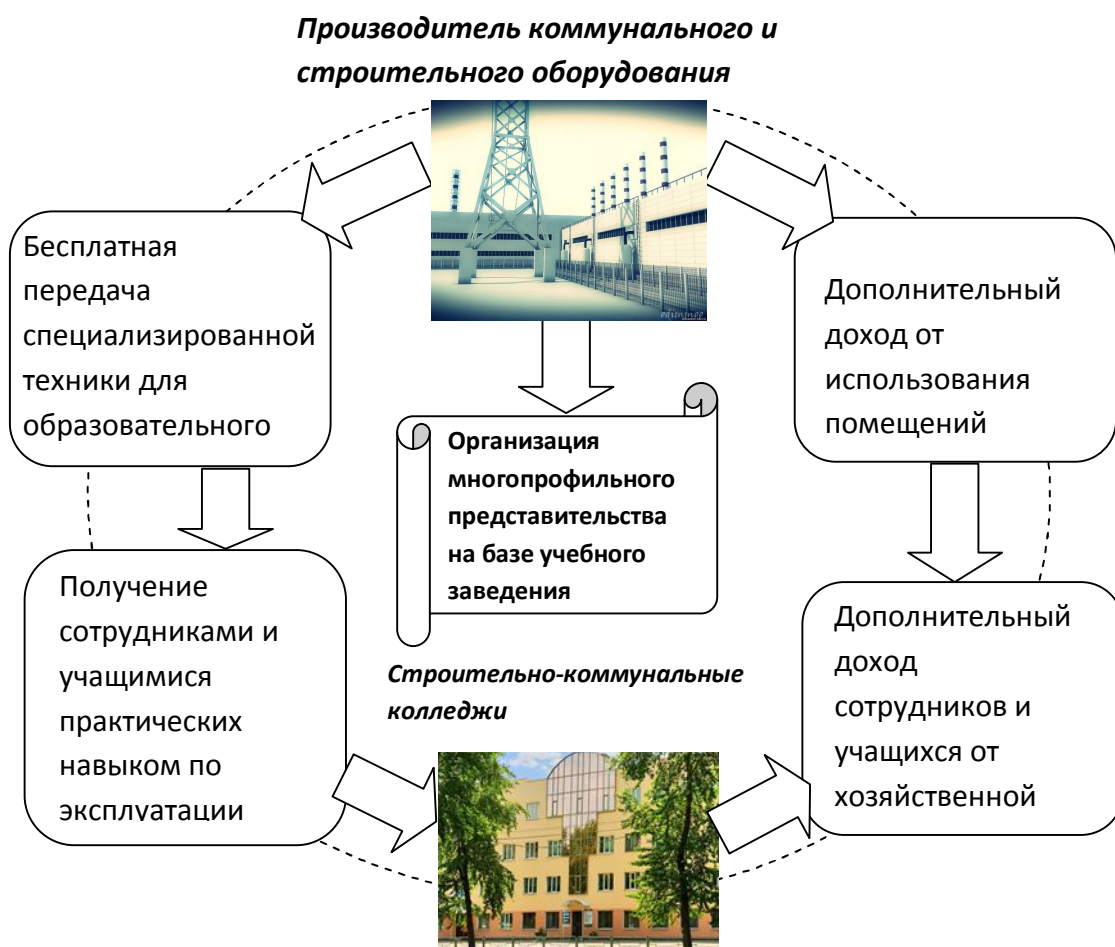 Производитель коммунального и
строительного оборудования
Бесплатная
передача
специализированной
техники для
образовательного
Дополнительный
доход от
использования
помещений
Организация
многопрофильного
представительства
на базе учебного
заведения
Получение
сотрудниками и
учащимися
практических
навыком по
эксплуатации
Строительно-коммунальные
колледжи
Дополнительный
доход
сотрудников и
учащихся от
хозяйственной